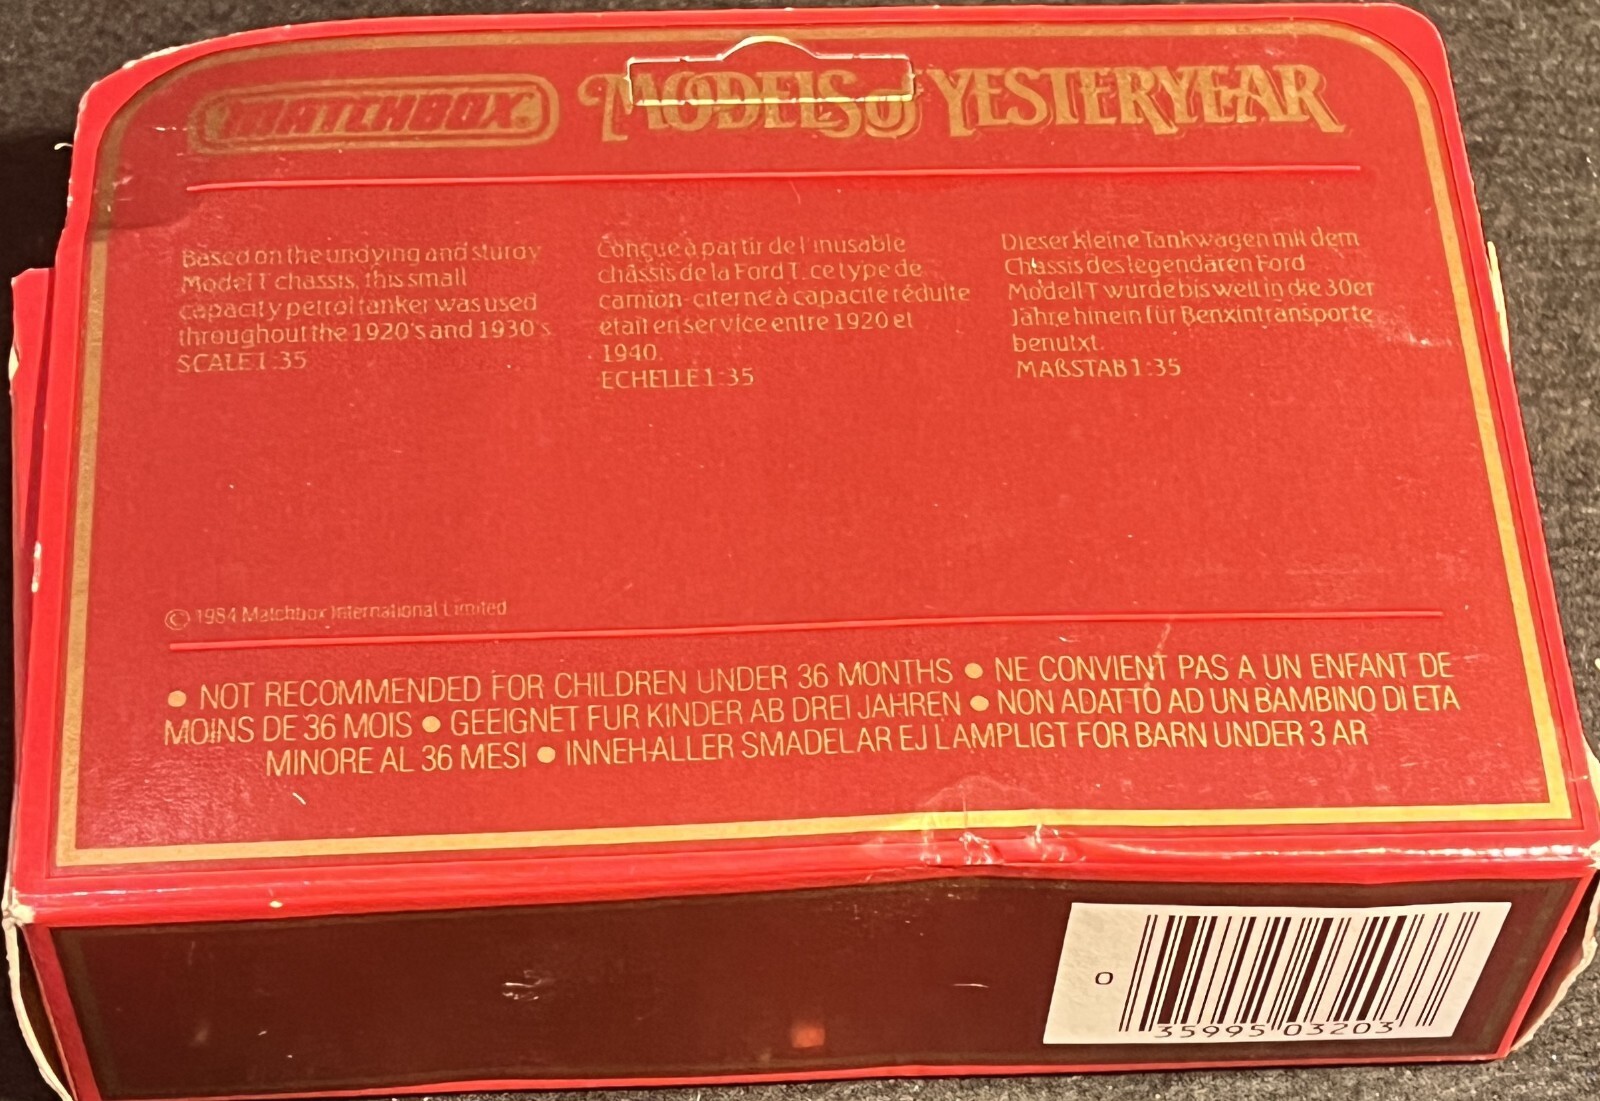 MATCHBOX
MODELS of YESTERYEAR
Based on the undying and sturdy
Model T chassis, this small
capacity petrol tanker was used
throughout the 1920's and 1930's
SCALE 1:35
Conçue à partir de l'inusable
châssis de la Ford T. ce type de
camion-citerne à capacité réduite
était en service entre 1920 et
1940.
ECHELLE 1:35
Dieser kleine Tankwagen mit dem
Chassis des legendären Ford
Modell T wurde bis weit in die 30er
Jahre hinein für Benxintransporte
benutxt.
MAßSTAB 1:35
© 1984 Matchbox International Limited
● NOT RECOMMENDED FOR CHILDREN UNDER 36 MONTHS ● NE CONVIENT PAS A UN ENFANT DE
MOINS DE 36 MOIS ● GEEIGNET FUR KINDER AB DREI JAHREN ● NON ADATTO AD UN BAMBINO DI ETA
MINORE AL 36 MESI ● INNEHALLER SMADELAR EJ LAMPLIGT FOR BARN UNDER 3 AR
0 35995 03203